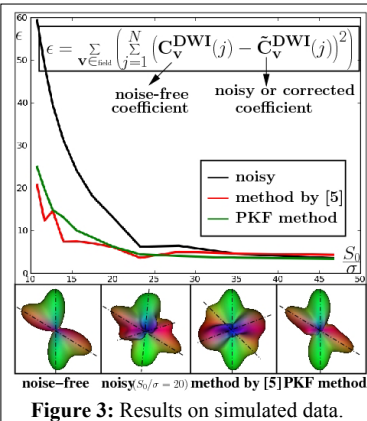 60
ϵ
ϵ = Σ_{v∈field} ( Σ_{j=1}^{N} ( C_v^{DWI}(j) − C̃_v^{DWI}(j) )² )
noise-free coefficient
noisy or corrected coefficient
50
40
30
20
10
0
noisy
method by [5]
PKF method
S₀/σ
10 15 20 25 30 35 40 45 50
noise-free noisy(S₀/σ = 20) method by [5] PKF method
Figure 3: Results on simulated data.